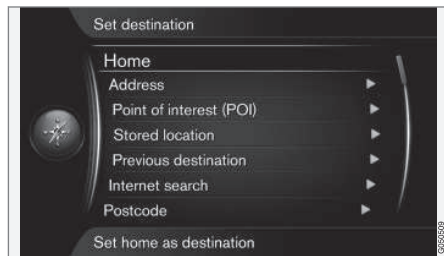 Set destination
Home
Address
Point of interest (POI)
Stored location
Previous destination
Internet search
Postcode
Set home as destination
G050509